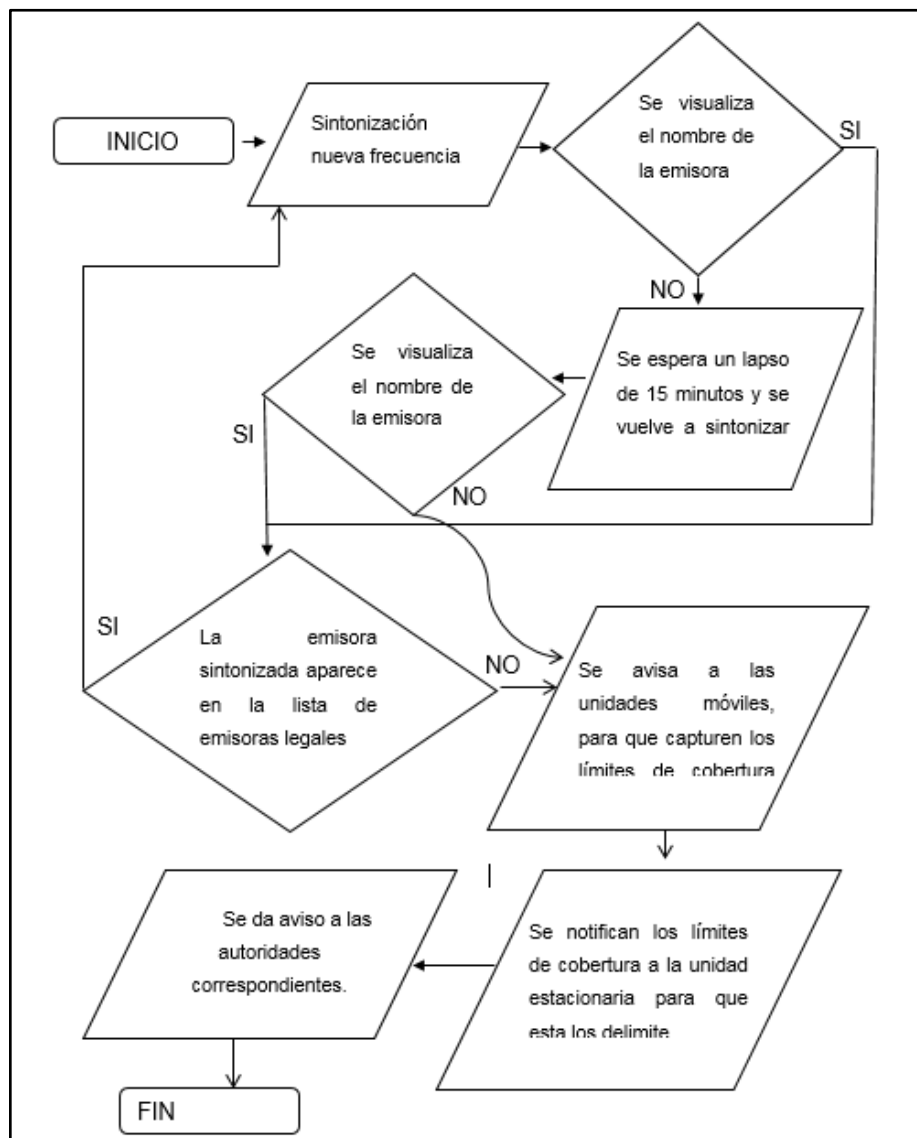 INICIO
Sintonización
nueva frecuencia
Se visualiza
el nombre de
la emisora
SI
NO
Se espera un lapso
de 15 minutos y se
vuelve a sintonizar
Se visualiza
el nombre de
la emisora
SI
NO
La emisora
sintonizada aparece
en la lista de
emisoras legales
SI
NO
Se avisa a las
unidades móviles,
para que capturen los
límites de cobertura
Se notifican los límites
de cobertura a la unidad
estacionaria para que
esta los delimite
Se da aviso a las
autoridades
correspondientes.
FIN